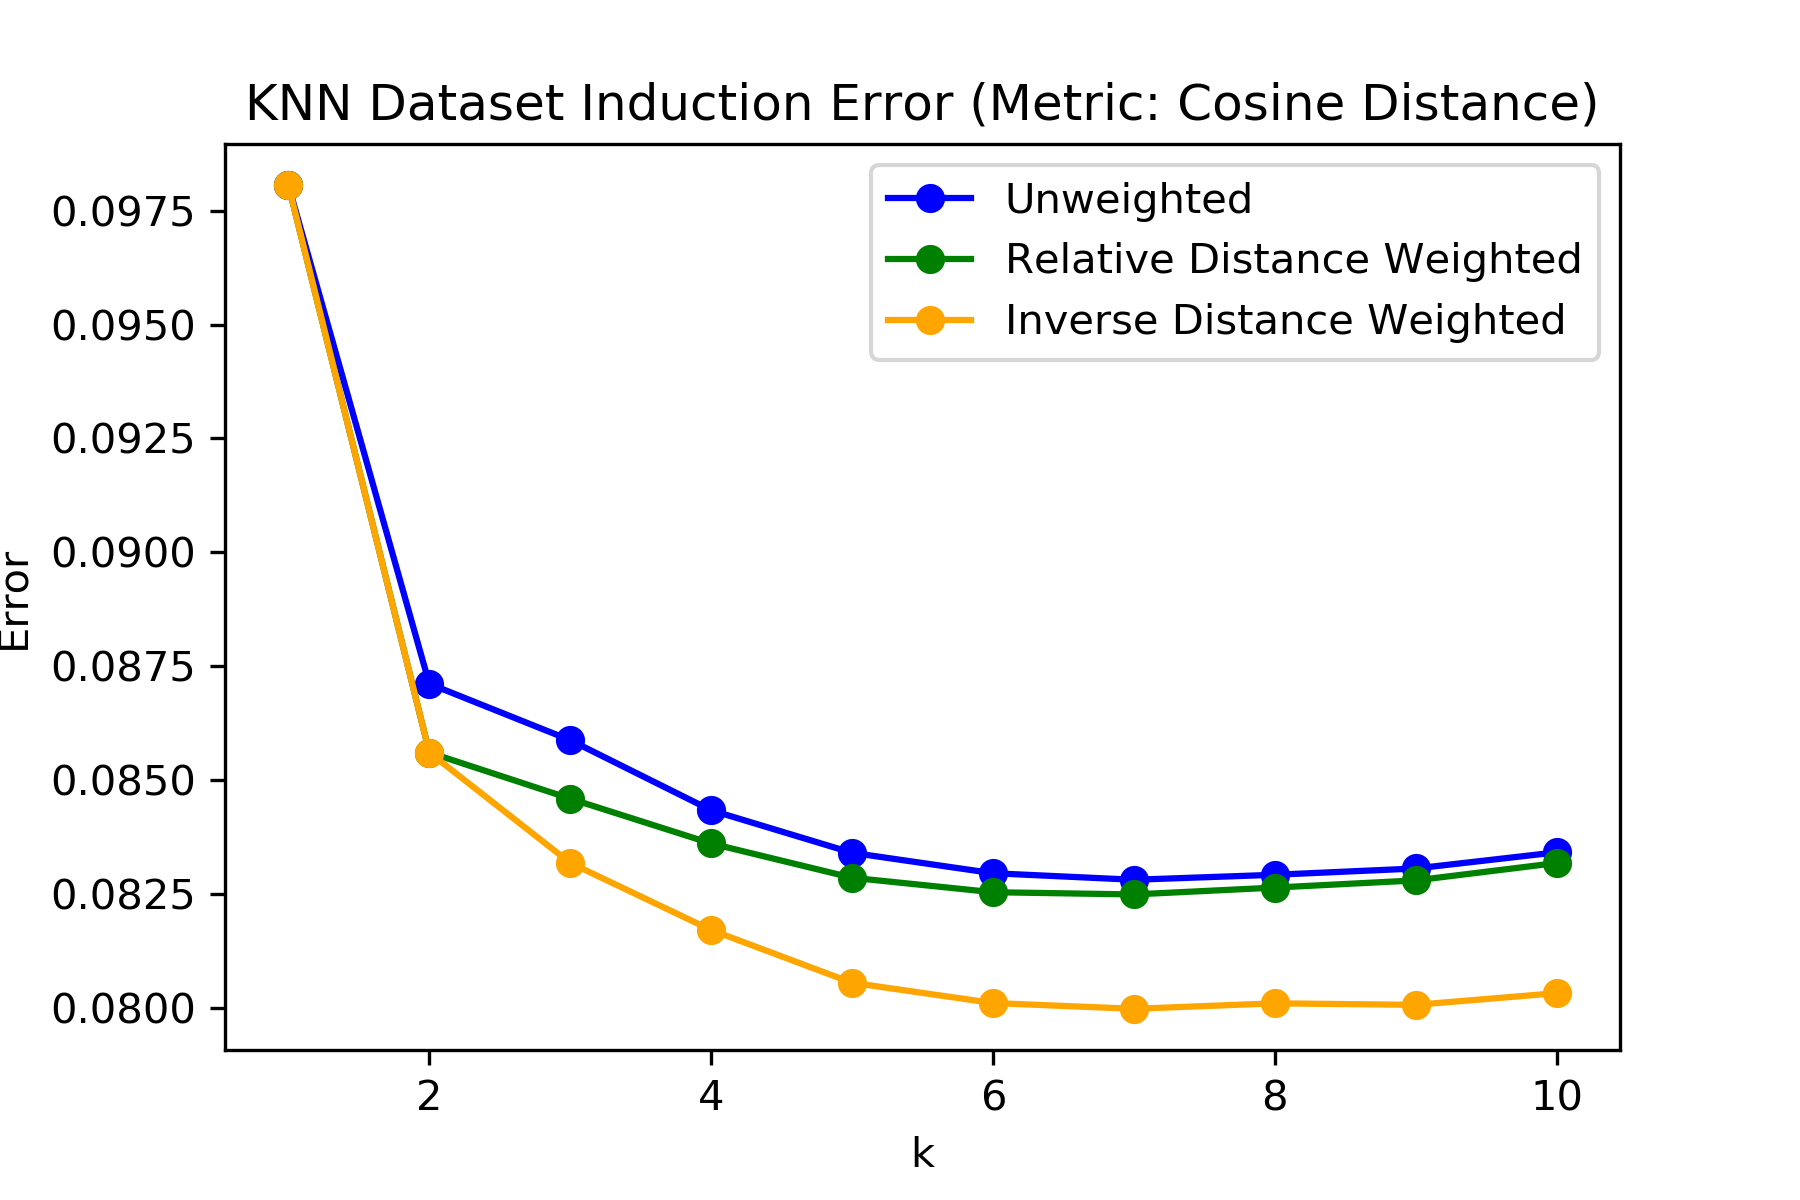 KNN Dataset Induction Error (Metric: Cosine Distance)
Unweighted
Relative Distance Weighted
Inverse Distance Weighted
0.0975
0.0950
0.0925
0.0900
0.0875
0.0850
0.0825
0.0800
Error
2 4 6 8 10
k